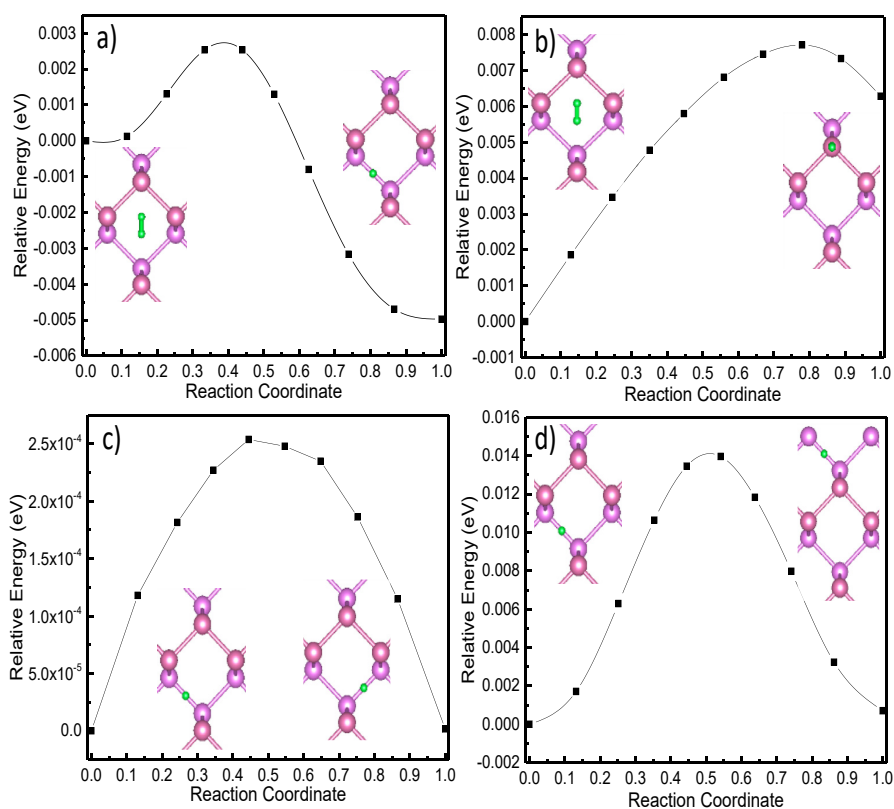 a)
0.003
0.002
0.001
0.000
-0.001
-0.002
-0.003
-0.004
-0.005
-0.006
Relative Energy (eV)
0.0 0.1 0.2 0.3 0.4 0.5 0.6 0.7 0.8 0.9 1.0
Reaction Coordinate
b)
0.008
0.007
0.006
0.005
0.004
0.003
0.002
0.001
0.000
-0.001
Relative Energy (eV)
0.0 0.1 0.2 0.3 0.4 0.5 0.6 0.7 0.8 0.9 1.0
Reaction Coordinate
c)
2.5x10⁻⁴
2.0x10⁻⁴
1.5x10⁻⁴
1.0x10⁻⁴
5.0x10⁻⁵
0.0
Relative Energy (eV)
0.0 0.1 0.2 0.3 0.4 0.5 0.6 0.7 0.8 0.9 1.0
Reaction Coordinate
d)
0.016
0.014
0.012
0.010
0.008
0.006
0.004
0.002
0.000
-0.002
Relative Energy (eV)
0.0 0.1 0.2 0.3 0.4 0.5 0.6 0.7 0.8 0.9 1.0
Reaction Coordinate